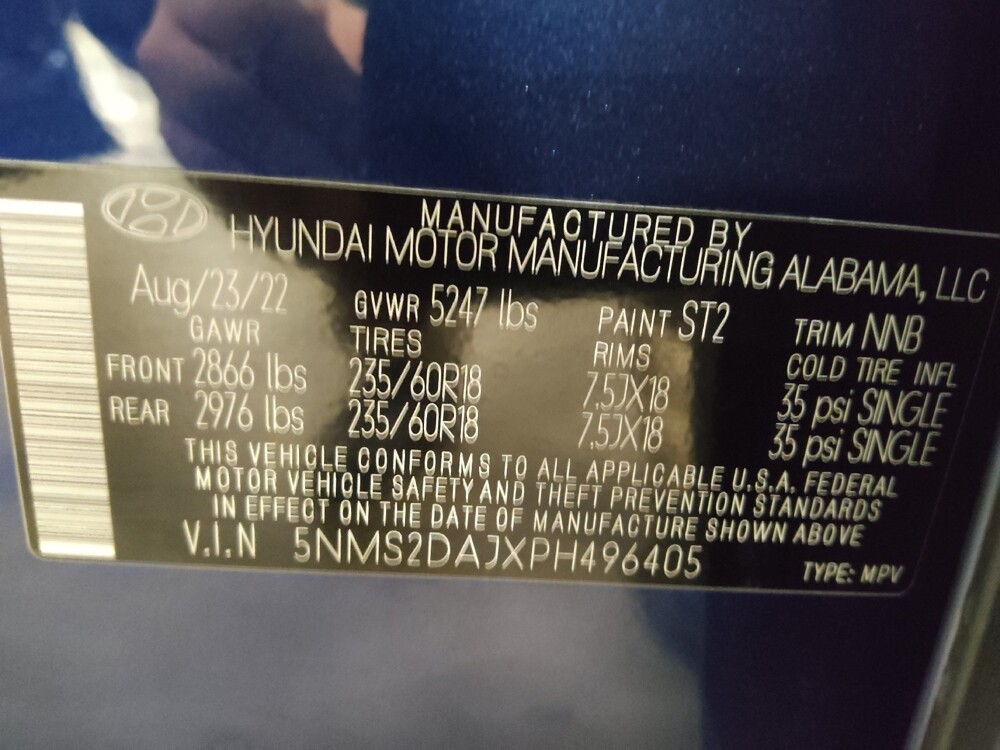 MANUFACTURED BY
HYUNDAI MOTOR MANUFACTURING ALABAMA, LLC
Aug/23/22 GVWR 5247 lbs PAINT ST2 TRIM NNB
GAWR TIRES RIMS COLD TIRE INFL
FRONT 2866 lbs 235/60R18 7.5JX18 35 psi SINGLE
REAR 2976 lbs 235/60R18 7.5JX18 35 psi SINGLE
THIS VEHICLE CONFORMS TO ALL APPLICABLE U.S.A. FEDERAL
MOTOR VEHICLE SAFETY AND THEFT PREVENTION STANDARDS
IN EFFECT ON THE DATE OF MANUFACTURE SHOWN ABOVE
V.I.N 5NMS2DAJXPH496405 TYPE: MPV